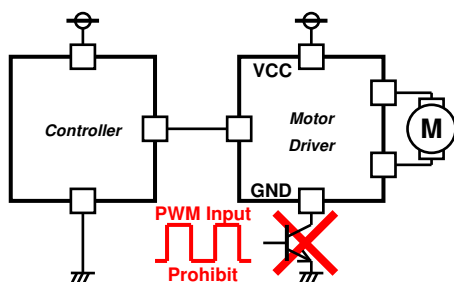 VCC
Controller
Motor
Driver
M
GND
PWM Input
Prohibit